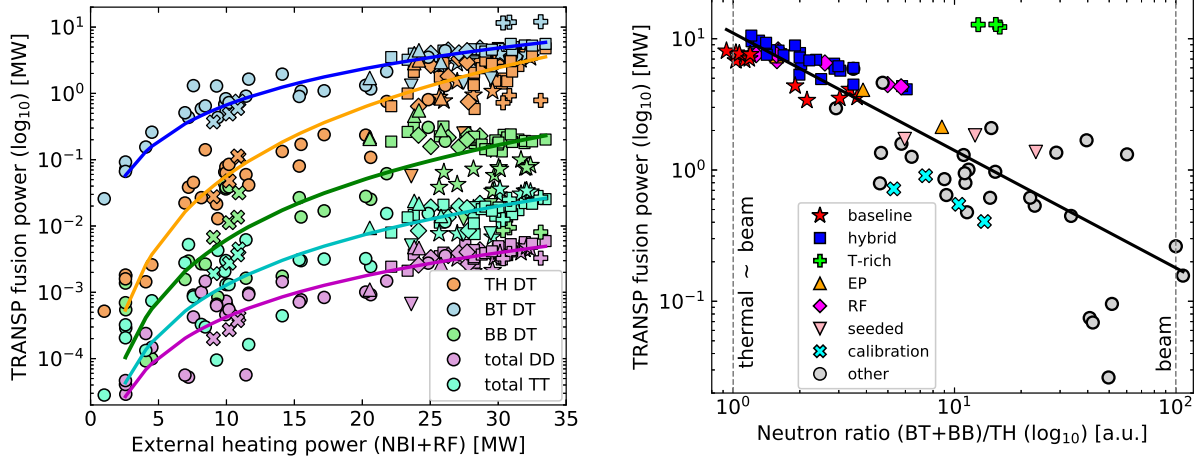 TRANSP fusion power (log₁₀) [MW]
10¹
10⁰
10⁻¹
10⁻²
10⁻³
10⁻⁴
0 5 10 15 20 25 30 35
External heating power (NBI+RF) [MW]
TH DT
BT DT
BB DT
total DD
total TT
TRANSP fusion power (log₁₀) [MW]
10¹
10⁰
10⁻¹
10⁰ 10¹ 10²
Neutron ratio (BT+BB)/TH (log₁₀) [a.u.]
thermal ~ beam
beam
baseline
hybrid
T-rich
EP
RF
seeded
calibration
other